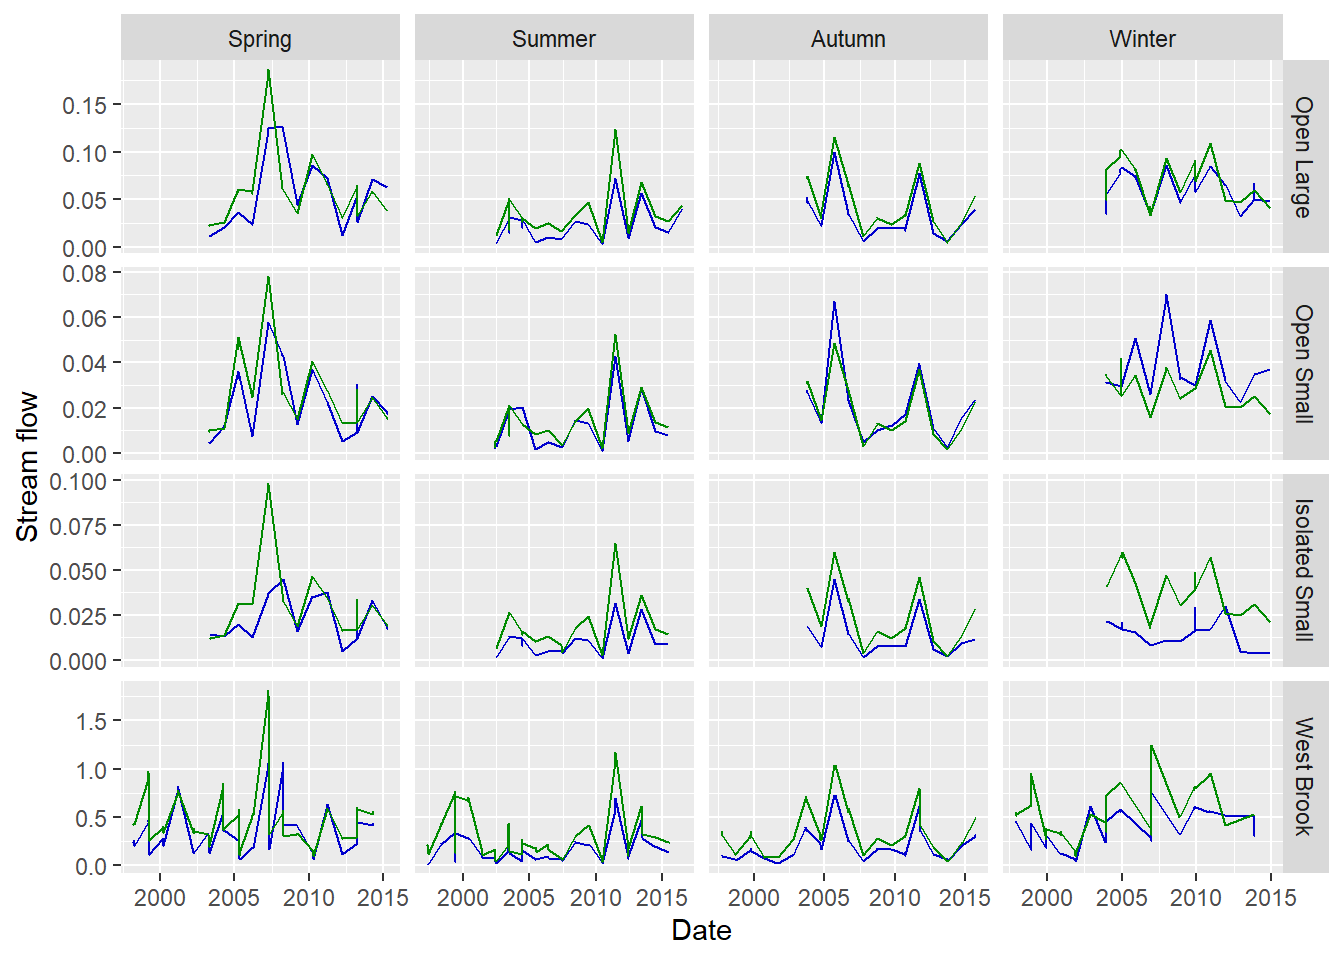 Spring Summer Autumn Winter
0.15
0.10
0.05
0.00
Open Large
0.08
0.06
0.04
0.02
0.00
Open Small
0.100
0.075
0.050
0.025
0.000
Isolated Small
1.5
1.0
0.5
0.0
West Brook
Stream flow
2000 2005 2010 2015 2000 2005 2010 2015 2000 2005 2010 2015 2000 2005 2010 2015
Date